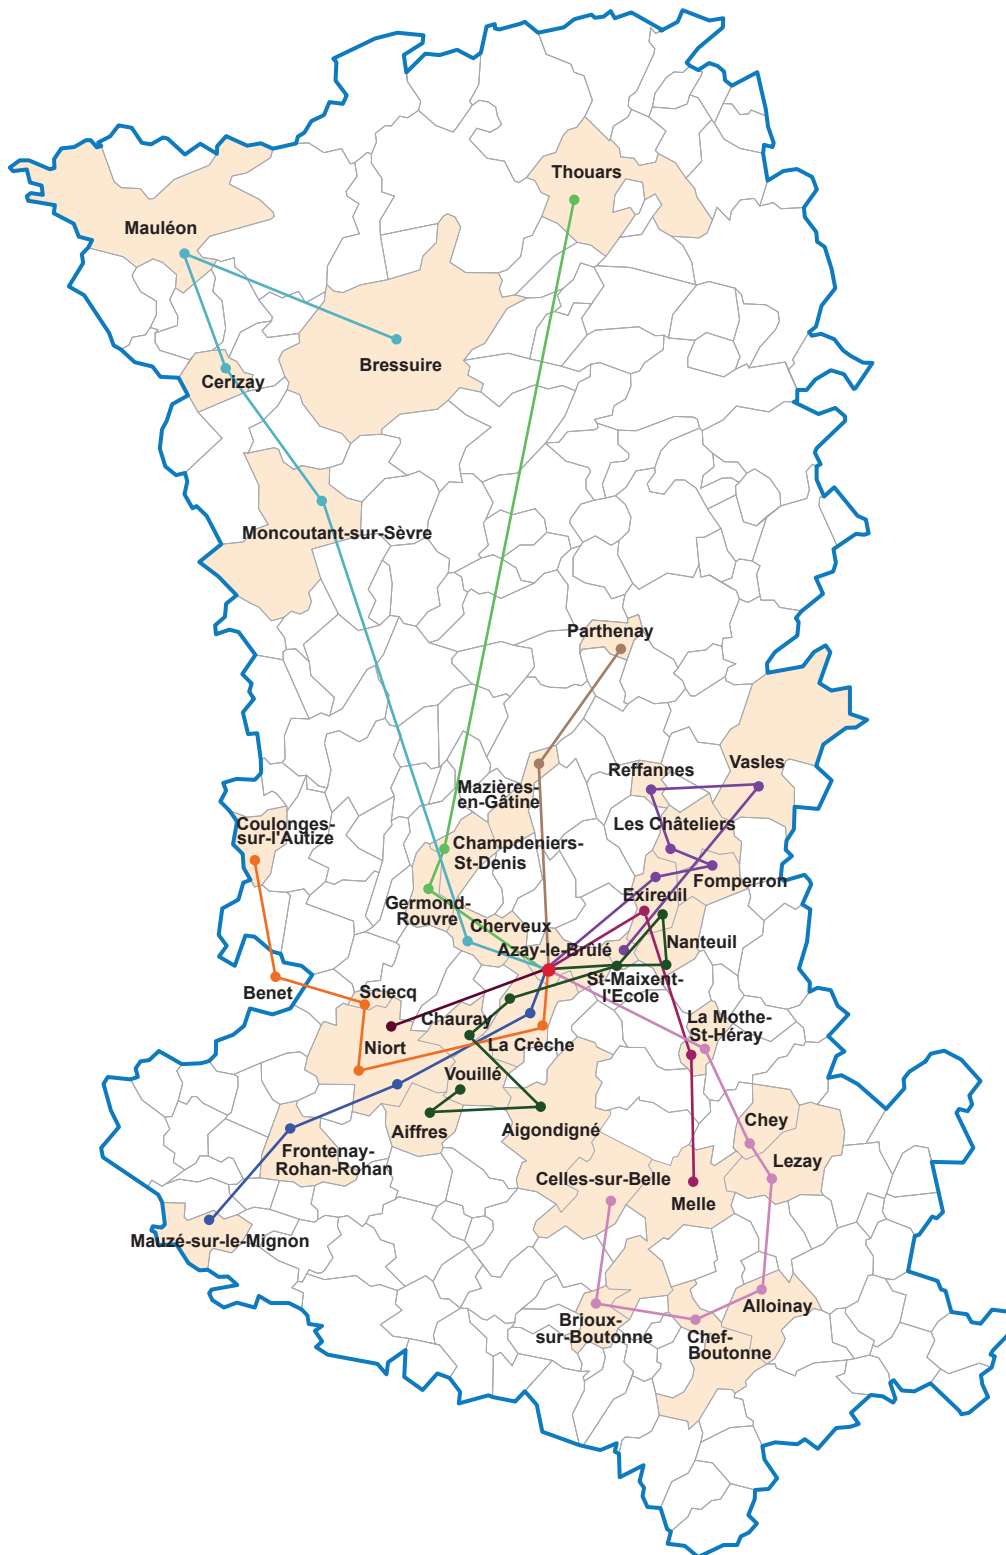 Thouars
Mauléon
Bressuire
Cerizay
Moncoutant-sur-Sèvre
Parthenay
Vasles
Reffannes
Mazières-
en-Gâtine
Les Châteliers
Coulonges-
sur-l'Autize
Champdeniers-
St-Denis
Fomperron
Exireuil
Germond-
Rouvre
Cherveux
Azay-le-Brûlé
Nanteuil
St-Maixent-
l'Ecole
Benet
Sciecq
Chauray
La Mothe-
St-Héray
La Crèche
Niort
Vouillé
Chey
Aiffres
Aigondigné
Frontenay-
Rohan-Rohan
Lezay
Celles-sur-Belle
Melle
Mauzé-sur-le-Mignon
Alloinay
Brioux-
sur-Boutonne
Chef-
Boutonne